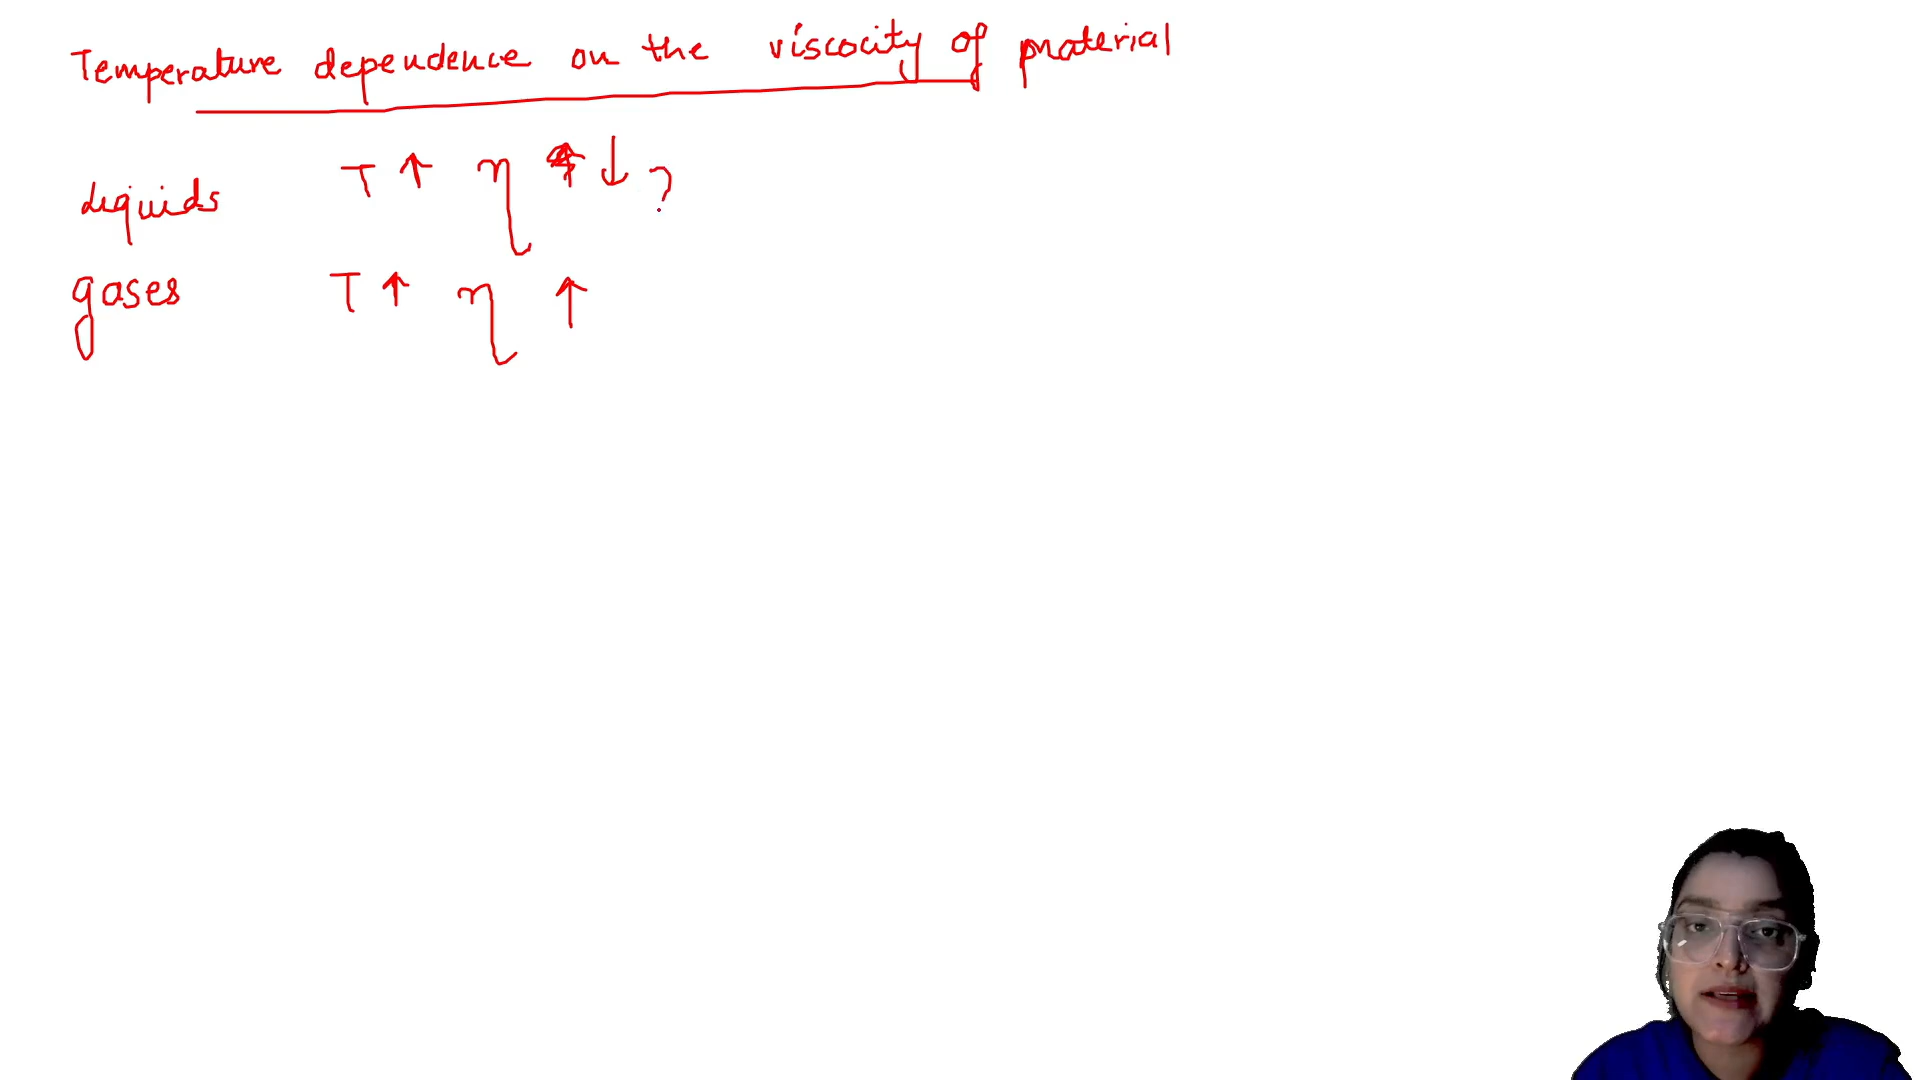 Temperature dependence on the viscocity of material
liquids T ↑ η ↓ ?
gases T ↑ η ↑